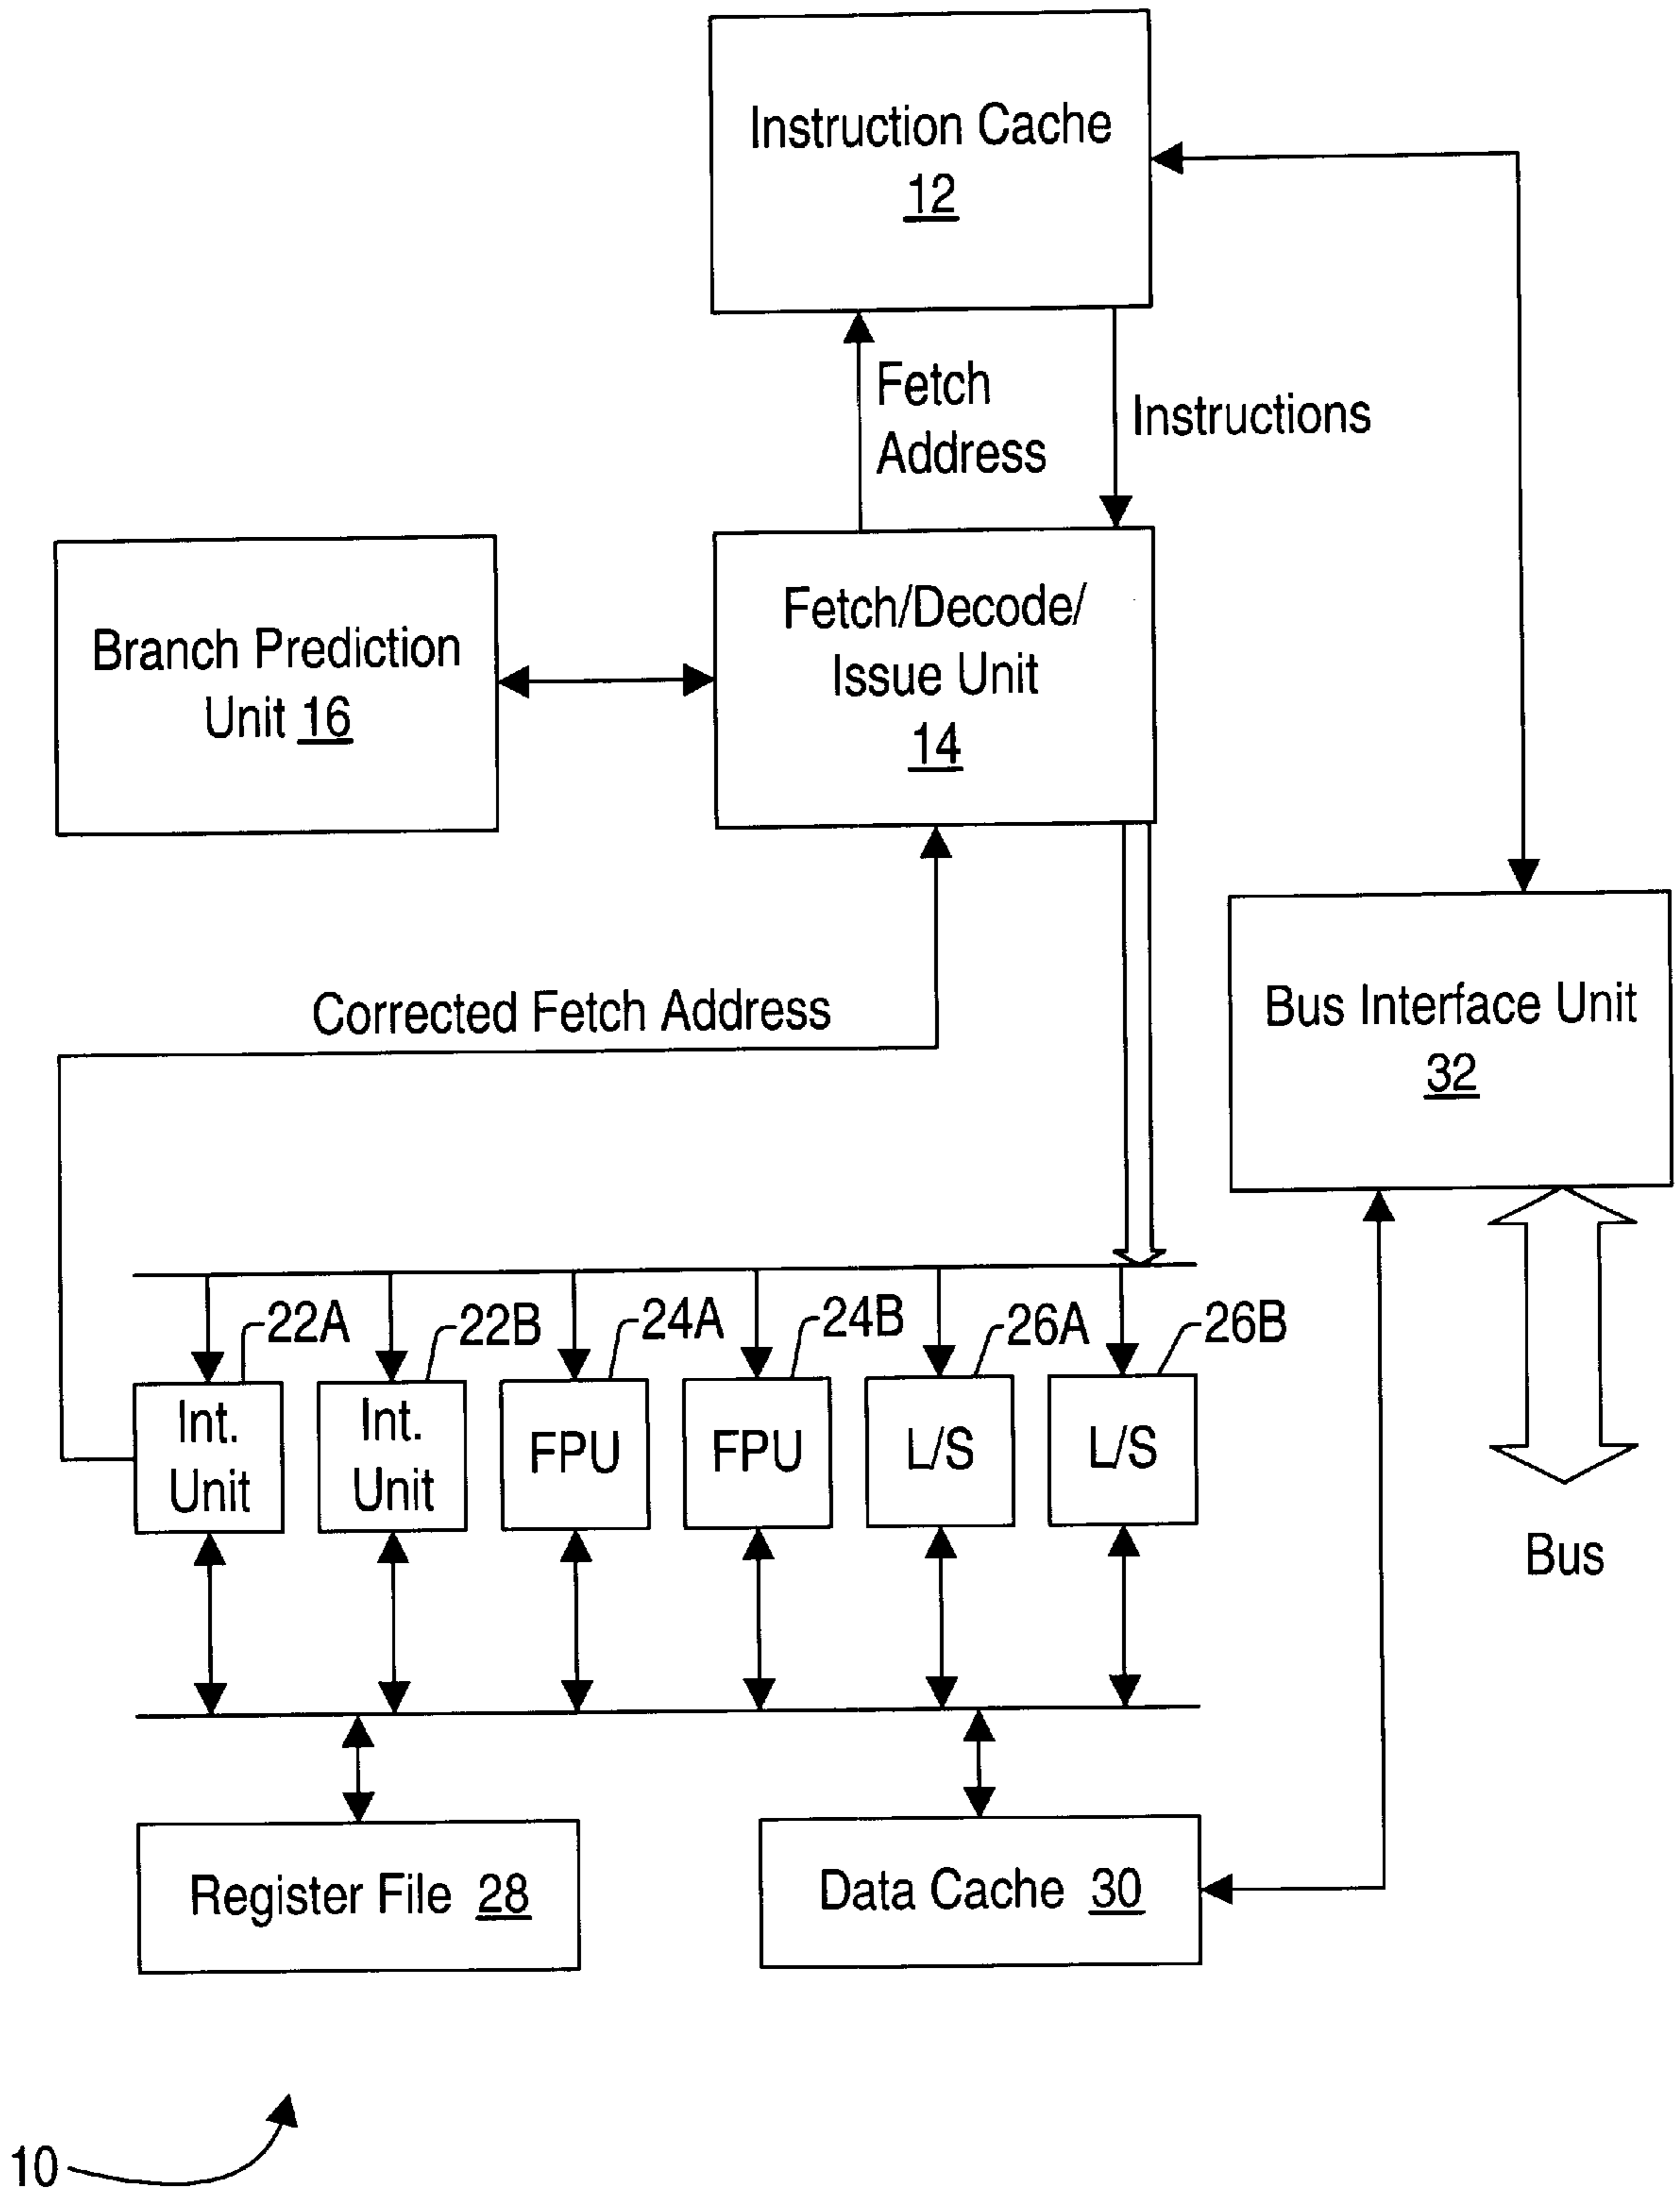 Instruction Cache
12
Fetch
Address
Instructions
Branch Prediction
Unit 16
Fetch/Decode/
Issue Unit
14
Corrected Fetch Address
Bus Interface Unit
32
22A
22B
24A
24B
26A
26B
Int.
Unit
Int.
Unit
FPU
FPU
L/S
L/S
Bus
Register File 28
Data Cache 30
10